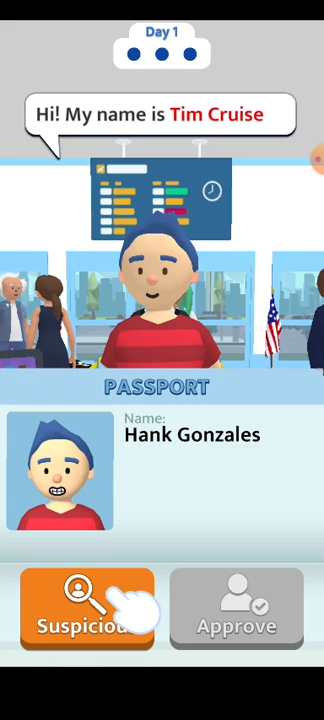 Day 1
Hi! My name is Tim Cruise
PASSPORT
Name:
Hank Gonzales
Suspicious
Approve